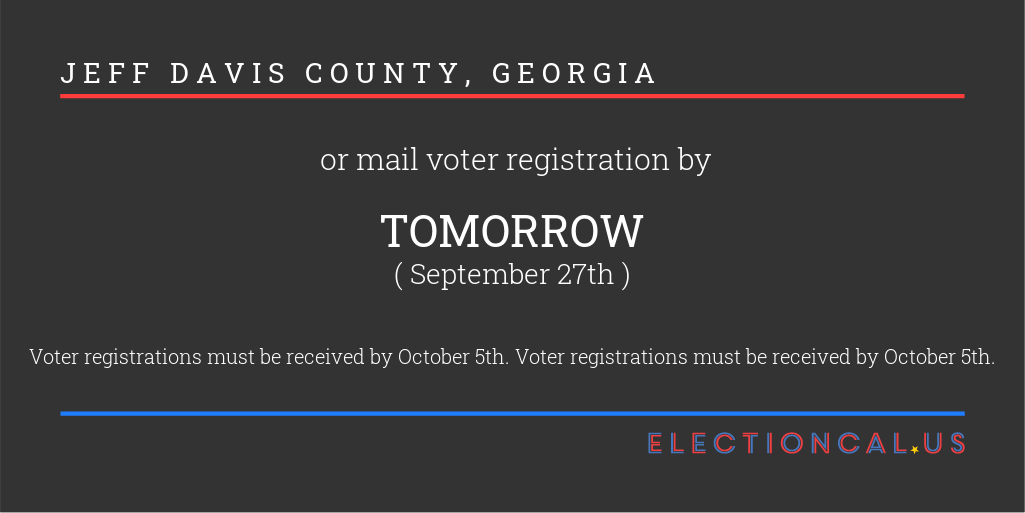 JEFF DAVIS COUNTY, GEORGIA
or mail voter registration by
TOMORROW
( September 27th )
Voter registrations must be received by October 5th. Voter registrations must be received by October 5th.
ELECTIONCAL.US